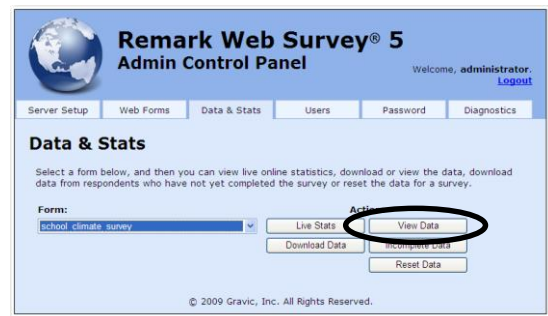 Remark Web Survey® 5
Admin Control Panel
Welcome, administrator.
Logout
Server Setup Web Forms Data & Stats Users Password Diagnostics
Data & Stats
Select a form below, and then you can view live online statistics, download or view the data, download
data from respondents who have not yet completed the survey or reset the data for a survey.
Form:
school climate survey Live Stats View Data
Download Data Incomplete Data
Reset Data
© 2009 Gravic, Inc. All Rights Reserved.